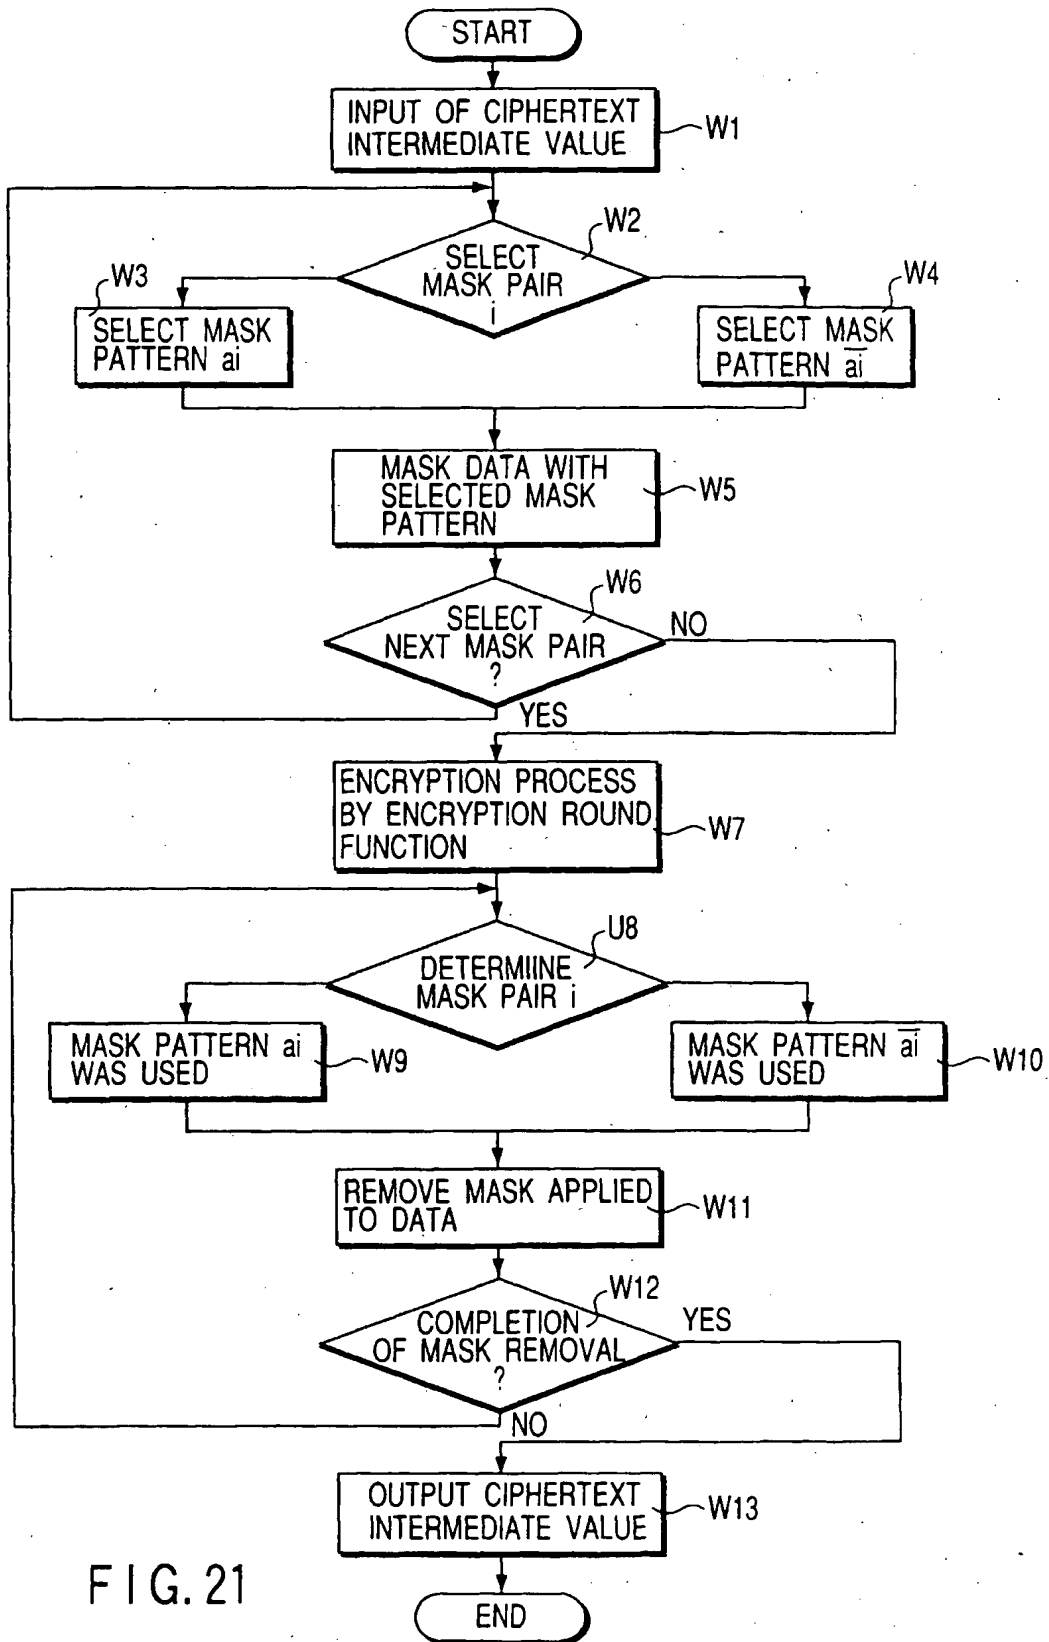 START
INPUT OF CIPHERTEXT
INTERMEDIATE VALUE
W1
W2
SELECT
MASK PAIR
i
W3
SELECT MASK
PATTERN ai
W4
SELECT MASK
PATTERN a̅i̅
MASK DATA WITH
SELECTED MASK
PATTERN
W5
W6
SELECT
NEXT MASK PAIR
?
NO
YES
ENCRYPTION PROCESS
BY ENCRYPTION ROUND
FUNCTION
W7
U8
DETERMIINE
MASK PAIR i
MASK PATTERN ai
WAS USED
W9
MASK PATTERN a̅i̅
WAS USED
W10
REMOVE MASK APPLIED
TO DATA
W11
W12
COMPLETION
OF MASK REMOVAL
?
YES
NO
OUTPUT CIPHERTEXT
INTERMEDIATE VALUE
W13
FIG. 21
END